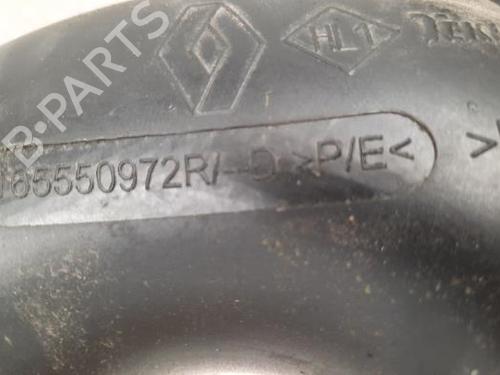 HL1
165550972R/--D >P/E<
>
B-PARTS